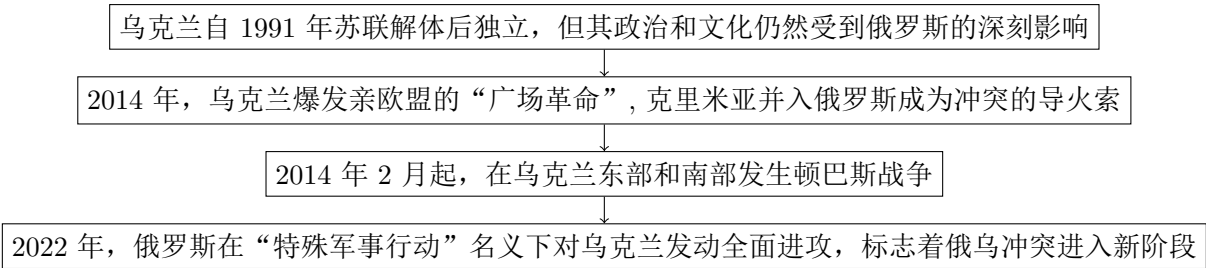 乌克兰自 1991 年苏联解体后独立，但其政治和文化仍然受到俄罗斯的深刻影响
2014 年，乌克兰爆发亲欧盟的“广场革命”, 克里米亚并入俄罗斯成为冲突的导火索
2014 年 2 月起，在乌克兰东部和南部发生顿巴斯战争
2022 年，俄罗斯在“特殊军事行动”名义下对乌克兰发动全面进攻，标志着俄乌冲突进入新阶段